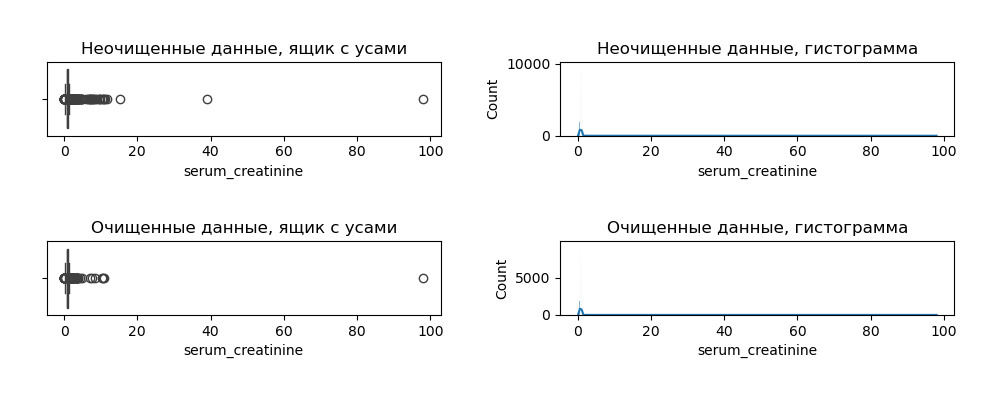 Неочищенные данные, ящик с усами
0 20 40 60 80 100
serum_creatinine
Неочищенные данные, гистограмма
Count
10000
0
0 20 40 60 80 100
serum_creatinine
Очищенные данные, ящик с усами
0 20 40 60 80 100
serum_creatinine
Очищенные данные, гистограмма
Count
5000
0
0 20 40 60 80 100
serum_creatinine